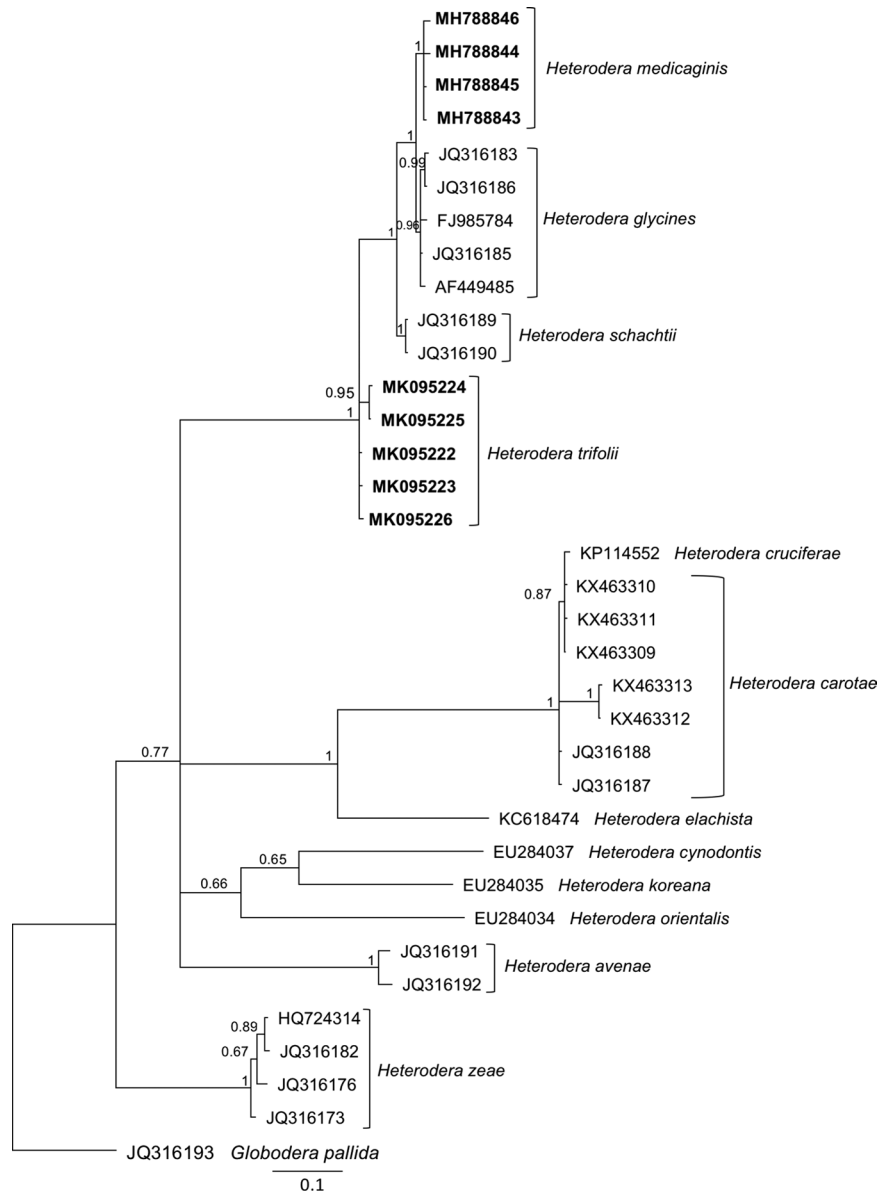 MH788846
1
MH788844
Heterodera medicaginis
MH788845
MH788843
1
JQ316183
0.99
JQ316186
FJ985784
Heterodera glycines
0.96
1
JQ316185
AF449485
JQ316189
1
Heterodera schachtii
JQ316190
MK095224
0.95
1
MK095225
MK095222
Heterodera trifolii
MK095223
MK095226
KP114552 Heterodera cruciferae
KX463310
0.87
KX463311
KX463309
KX463313
Heterodera carotae
1
KX463312
1
JQ316188
0.77
1
JQ316187
KC618474 Heterodera elachista
EU284037 Heterodera cynodontis
0.65
EU284035 Heterodera koreana
0.66
EU284034 Heterodera orientalis
JQ316191
1
Heterodera avenae
JQ316192
HQ724314
0.89
JQ316182
0.67
Heterodera zeae
1
JQ316176
JQ316173
JQ316193 Globodera pallida
0.1